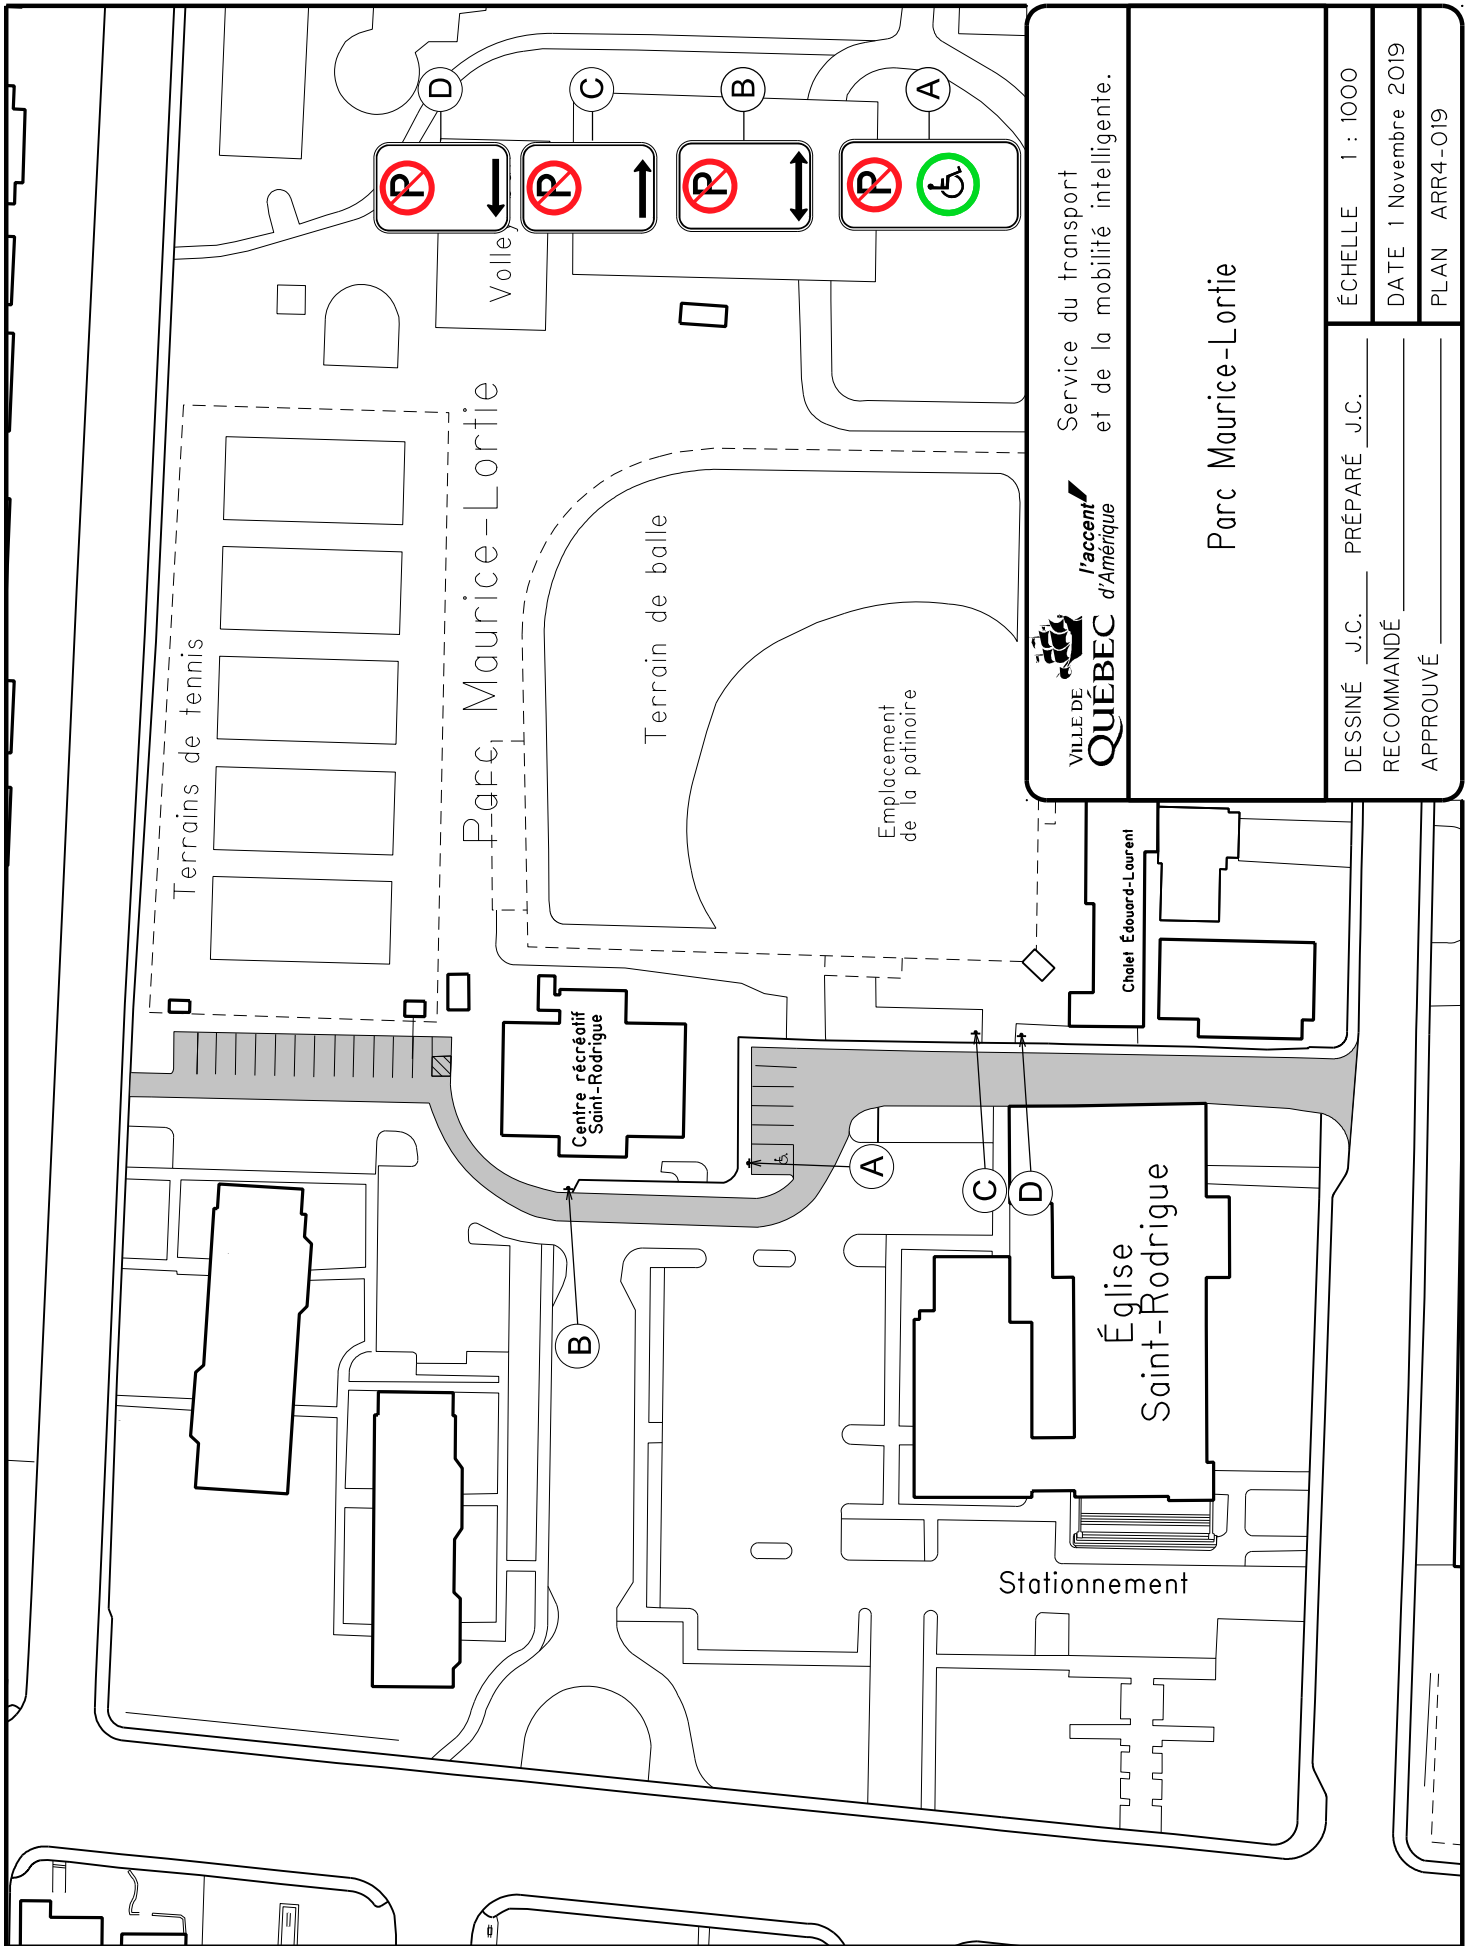 Terrains de tennis
Parc Maurice-Lortie
Terrain de balle
Emplacement
de la patinoire
Volley
D
C
B
A
P
P
P
P
Centre récréatif
Saint-Rodrigue
Chalet Édouard-Laurent
B
A
C
D
Église
Saint-Rodrigue
Stationnement
VILLE DE
QUÉBEC
l'accent
d'Amérique
Service du transport
et de la mobilité intelligente.
Parc Maurice-Lortie
DESSINÉ J.C. PRÉPARÉ J.C.
RECOMMANDÉ
APPROUVÉ
ÉCHELLE 1 : 1000
DATE 1 Novembre 2019
PLAN ARR4-019